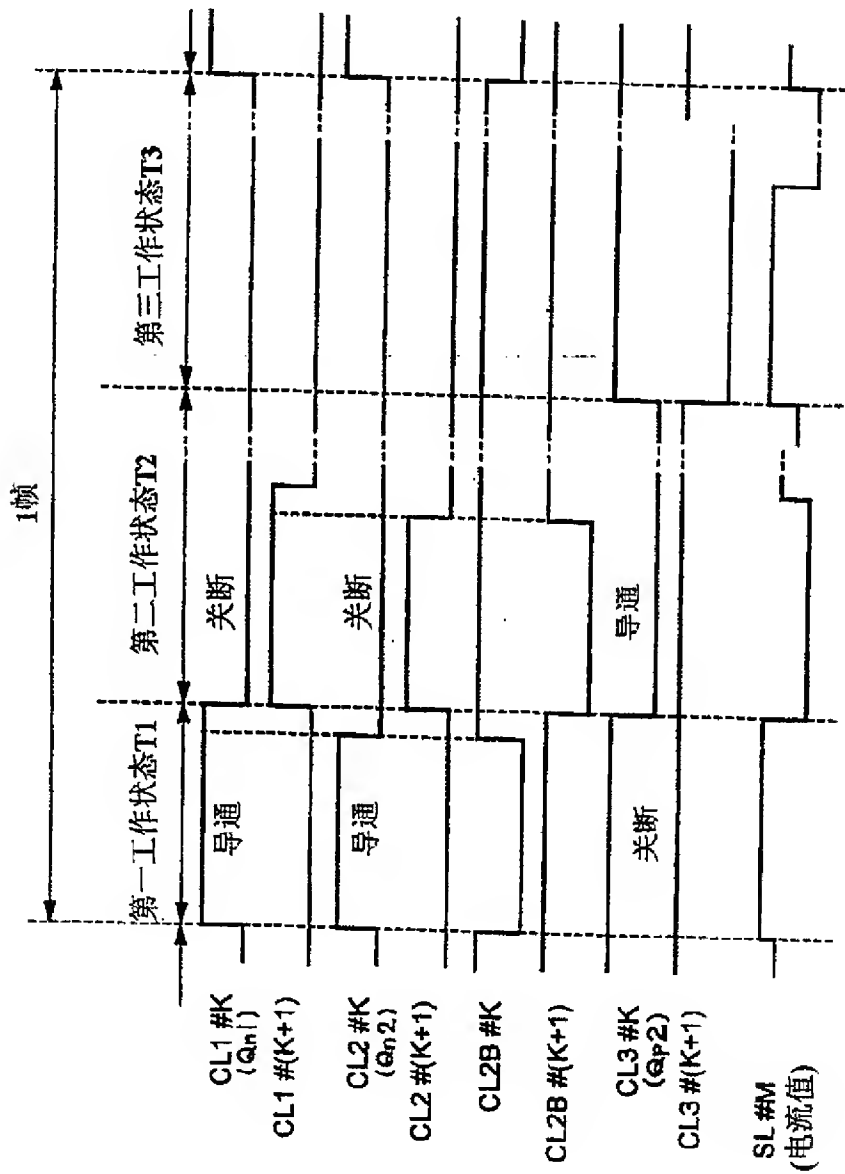 1帧
第一工作状态T1
第二工作状态T2
第三工作状态T3
CL1 #K
(Qn1)
导通
关断
CL1 #(K+1)
CL2 #K
(Qn2)
导通
关断
CL2 #(K+1)
CL2B #K
CL2B #(K+1)
CL3 #K
(Qp2)
关断
导通
CL3 #(K+1)
SL #M
(电流值)